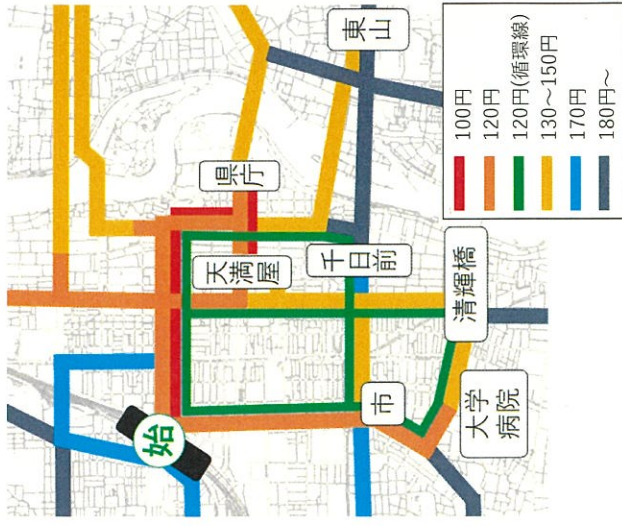 始
県庁
東山
天満屋
千日前
市
清輝橋
大学
病院
100円
120円
120円(循環線)
130～150円
170円
180円～